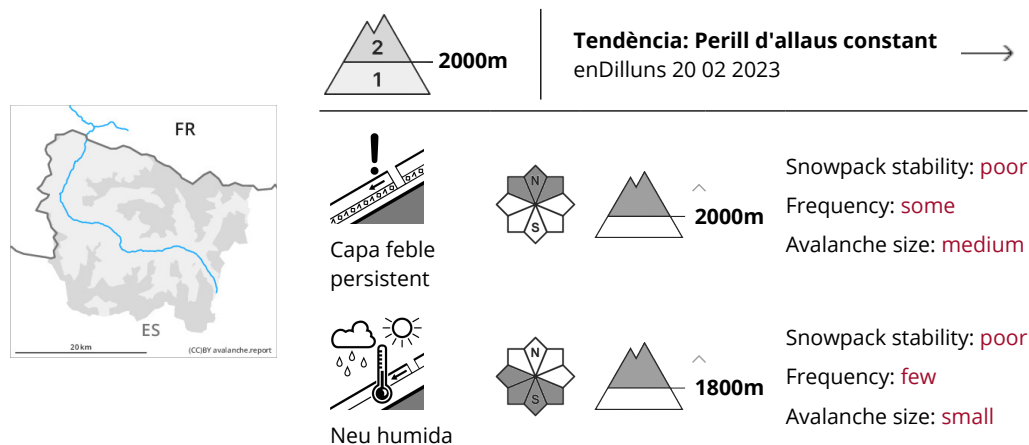 2
1
2000m
Tendència: Perill d'allaus constant
enDilluns 20 02 2023
FR
ES
20 km
(CC)BY avalanche.report
Capa feble
persistent
N
S
2000m
Snowpack stability: poor
Frequency: some
Avalanche size: medium
Neu humida
N
S
1800m
Snowpack stability: poor
Frequency: few
Avalanche size: small